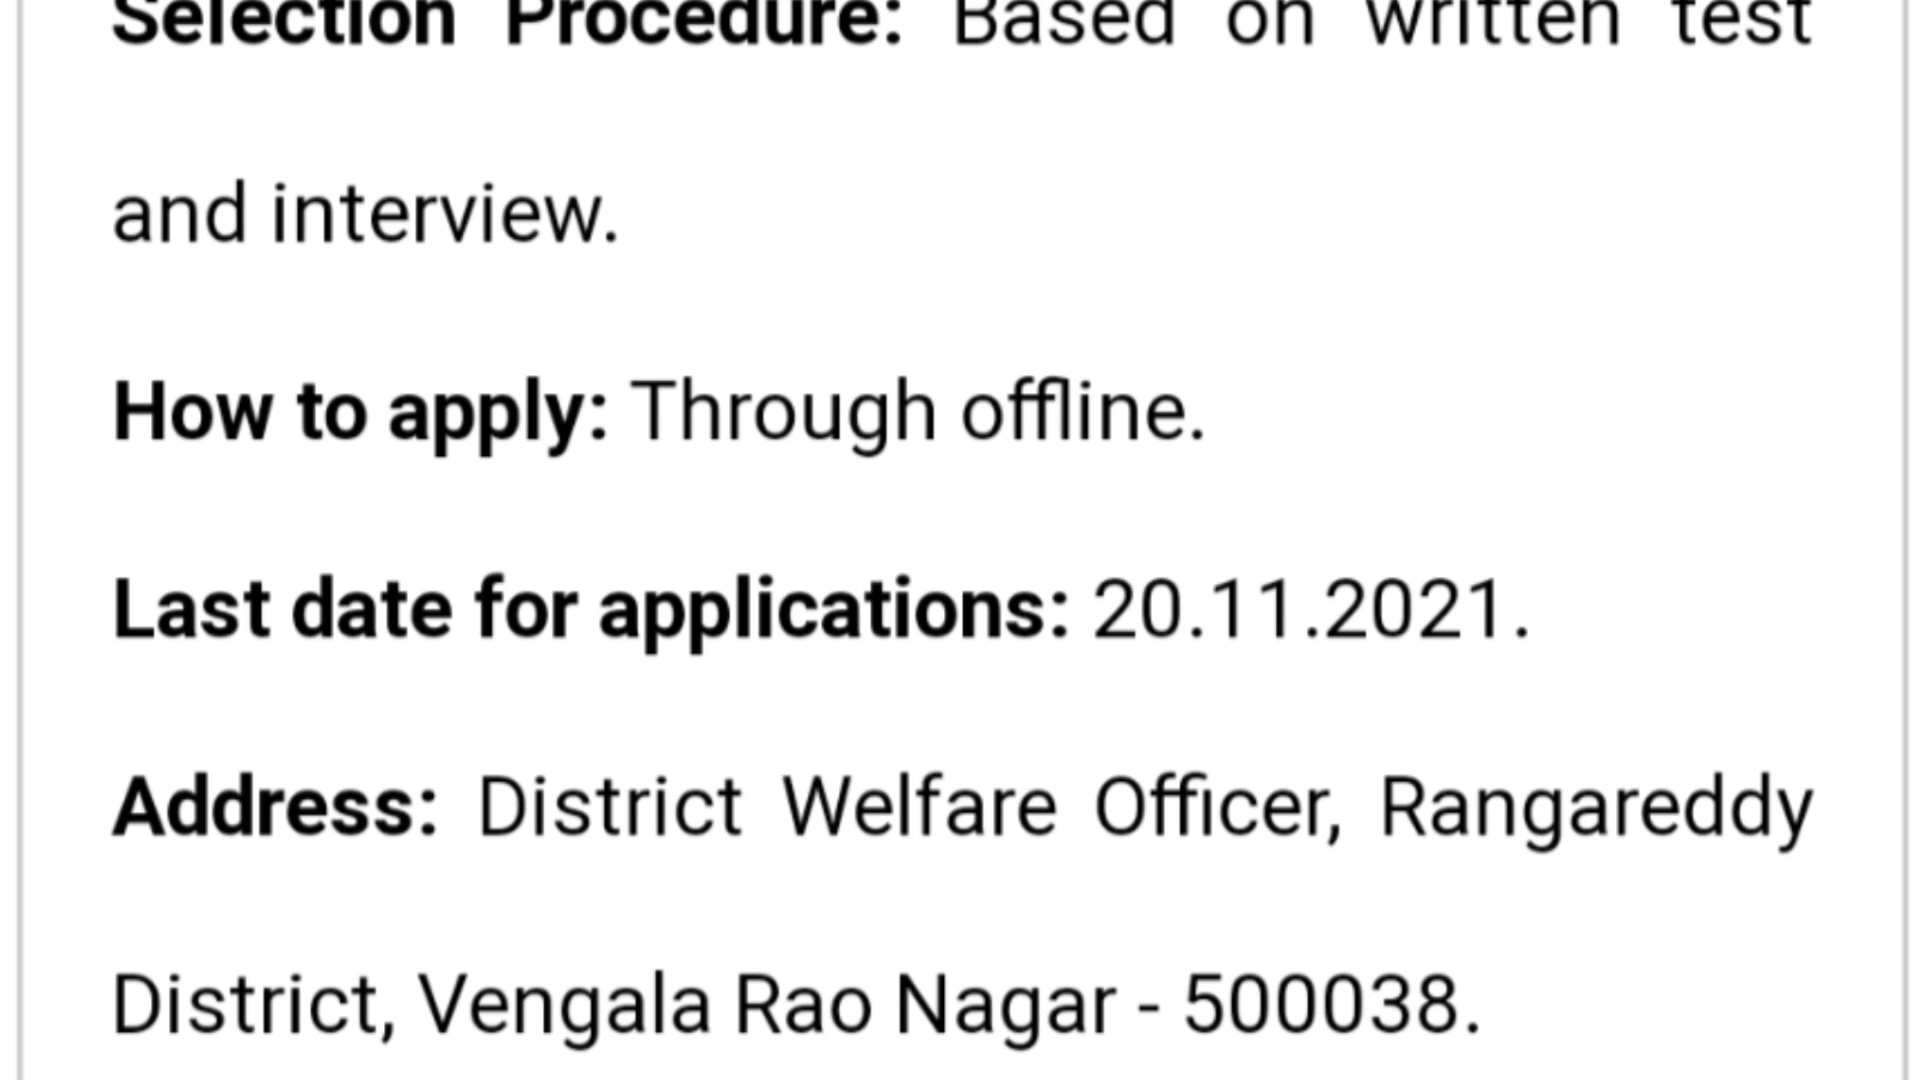 Selection Procedure: Based on written test
and interview.
How to apply: Through offline.
Last date for applications: 20.11.2021.
Address: District Welfare Officer, Rangareddy
District, Vengala Rao Nagar - 500038.